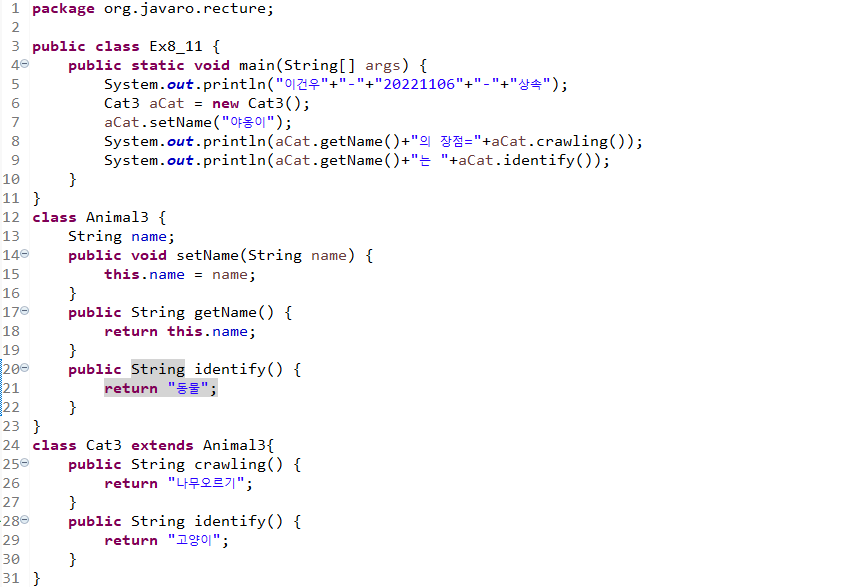 1 package org.javaro.recture;
2
3 public class Ex8_11 {
4 public static void main(String[] args) {
5 System.out.println("이건우"+"-"+"20221106"+"-"+"상속");
6 Cat3 aCat = new Cat3();
7 aCat.setName("야옹이");
8 System.out.println(aCat.getName()+"의 장점="+aCat.crawling());
9 System.out.println(aCat.getName()+"는 "+aCat.identify());
10 }
11 }
12 class Animal3 {
13 String name;
14 public void setName(String name) {
15 this.name = name;
16 }
17 public String getName() {
18 return this.name;
19 }
20 public String identify() {
21 return "동물";
22 }
23 }
24 class Cat3 extends Animal3{
25 public String crawling() {
26 return "나무오르기";
27 }
28 public String identify() {
29 return "고양이";
30 }
31 }